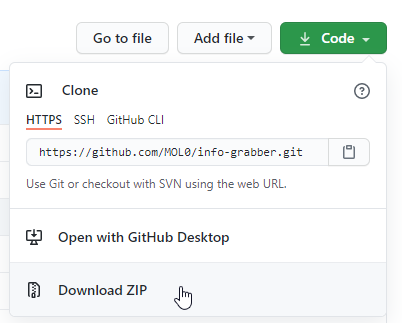 Go to file Add file Code
Clone
HTTPS SSH GitHub CLI
https://github.com/MOL0/info-grabber.git
Use Git or checkout with SVN using the web URL.
Open with GitHub Desktop
Download ZIP